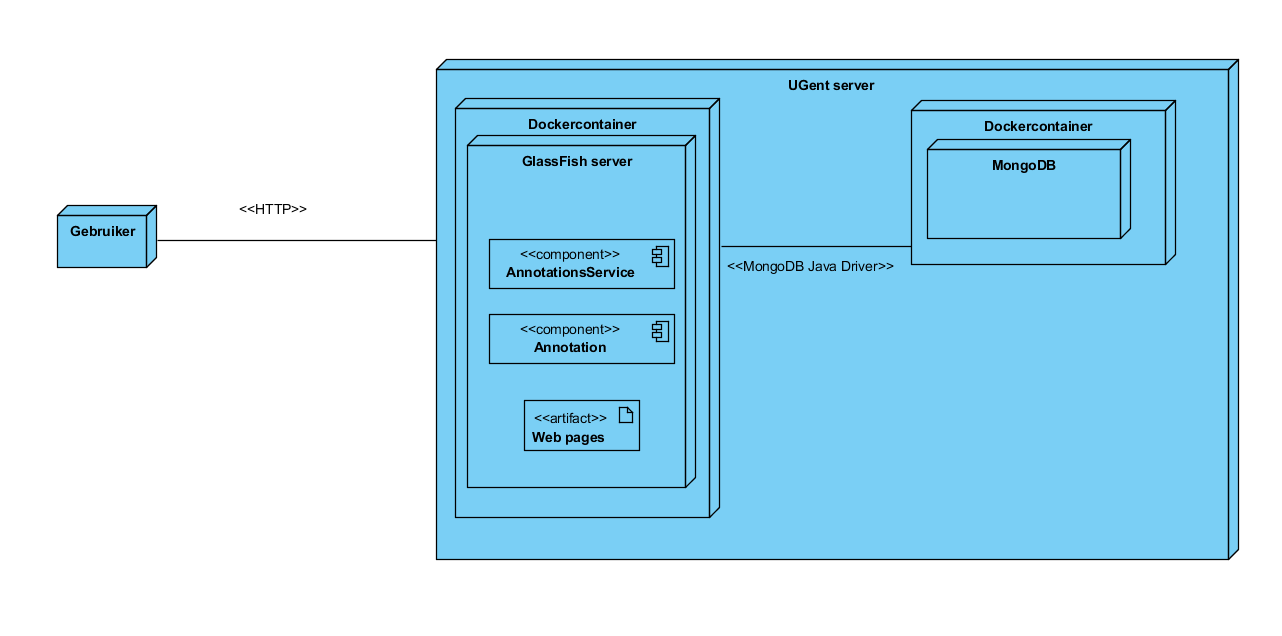 UGent server
Dockercontainer
GlassFish server
<<component>>
AnnotationsService
<<component>>
Annotation
<<artifact>>
Web pages
Dockercontainer
MongoDB
<<MongoDB Java Driver>>
Gebruiker
<<HTTP>>